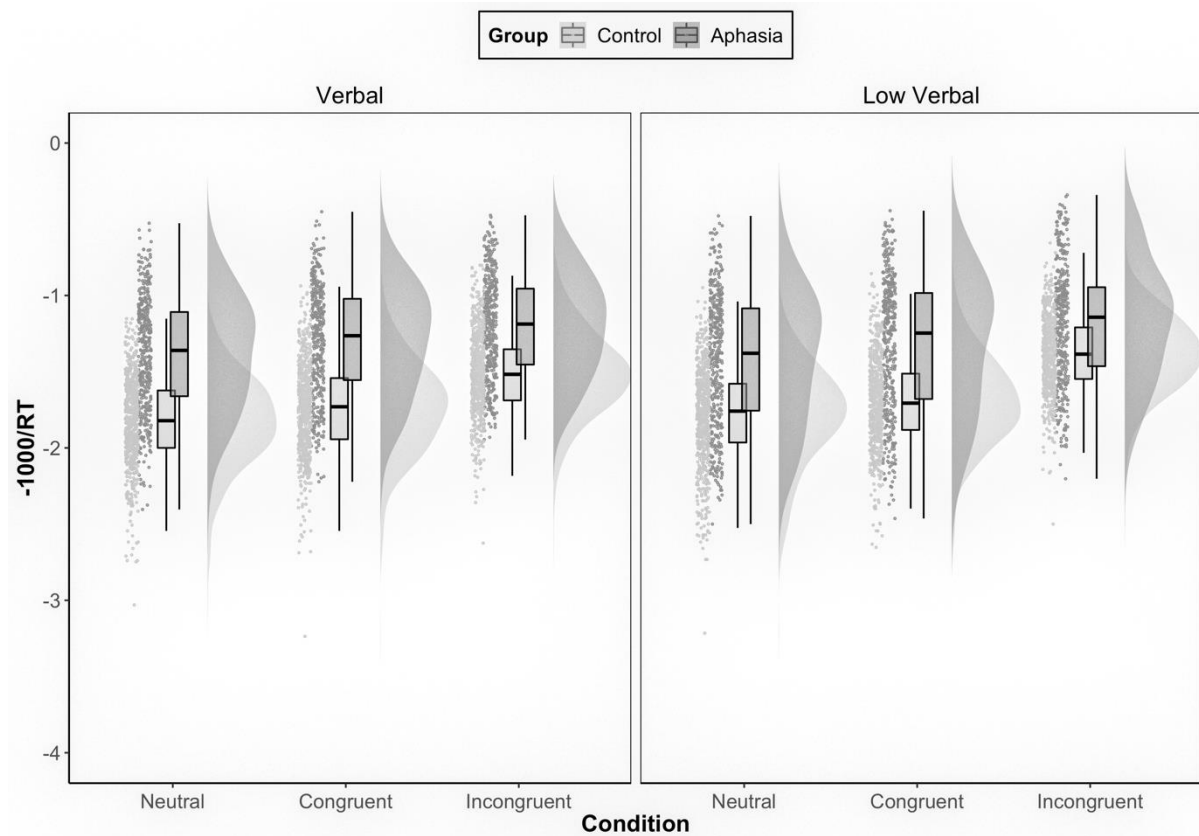 Group Control Aphasia
Verbal
Low Verbal
0
-1
-2
-3
-4
-1000/RT
Neutral Congruent Incongruent
Neutral Congruent Incongruent
Condition